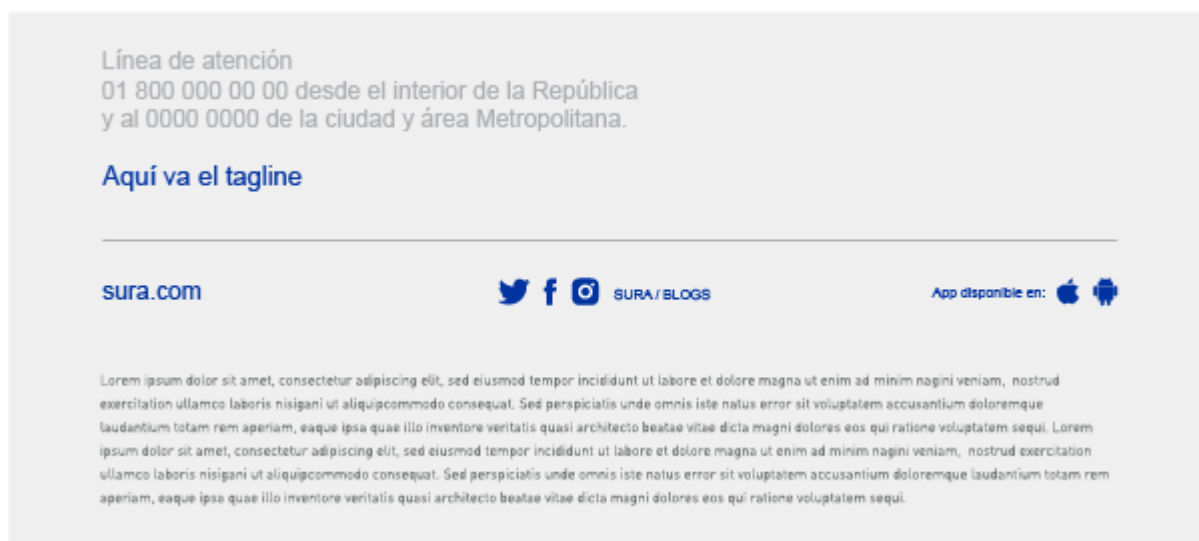 Línea de atención
01 800 000 00 00 desde el interior de la República
y al 0000 0000 de la ciudad y área Metropolitana.
Aquí va el tagline
sura.com
SURA / BLOGS
App disponible en:
Lorem ipsum dolor sit amet, consectetur adipiscing elit, sed eiusmod tempor incididunt ut labore et dolore magna ut enim ad minim nagini veniam, nostrud
exercitation ullamco laboris nisigani ut aliquipcommodo consequat. Sed perspiciatis unde omnis iste natus error sit voluptatem accusantium doloremque
laudantium totam rem aperiam, eaque ipsa quae illo inventore veritatis quasi architecto beatae vitae dicta magni dolores eos qui ratione voluptatem sequi. Lorem
ipsum dolor sit amet, consectetur adipiscing elit, sed eiusmod tempor incididunt ut labore et dolore magna ut enim ad minim nagini veniam, nostrud exercitation
ullamco laboris nisigani ut aliquipcommodo consequat. Sed perspiciatis unde omnis iste natus error sit voluptatem accusantium doloremque laudantium totam rem
aperiam, eaque ipsa quae illo inventore veritatis quasi architecto beatae vitae dicta magni dolores eos qui ratione voluptatem sequi.